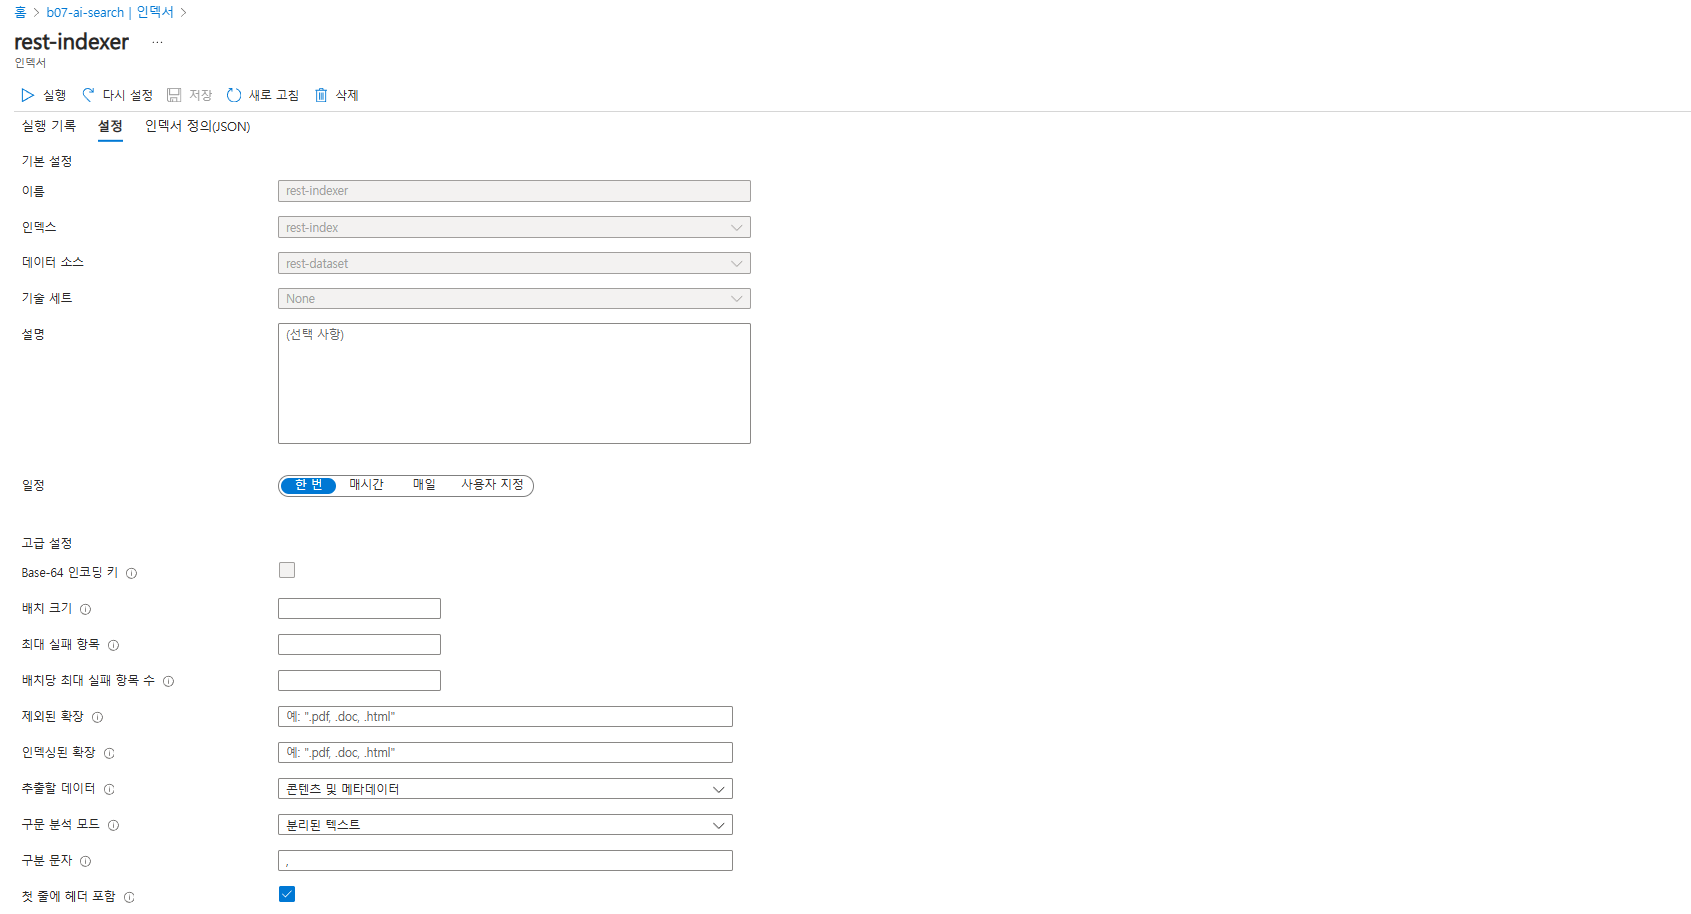 홈 > b07-ai-search | 인덱서 >
rest-indexer ...
인덱서
실행 다시 설정 저장 새로 고침 삭제
실행 기록 설정 인덱서 정의(JSON)
기본 설정
이름 rest-indexer
인덱스 rest-index
데이터 소스 rest-dataset
기술 세트 None
설명 (선택 사항)
일정 한 번 매시간 매일 사용자 지정
고급 설정
Base-64 인코딩 키
배치 크기
최대 실패 항목
배치당 최대 실패 항목 수
제외된 확장 예: ".pdf, .doc, .html"
인덱싱된 확장 예: ".pdf, .doc, .html"
추출할 데이터 콘텐츠 및 메타데이터
구문 분석 모드 분리된 텍스트
구분 문자 ,
첫 줄에 헤더 포함